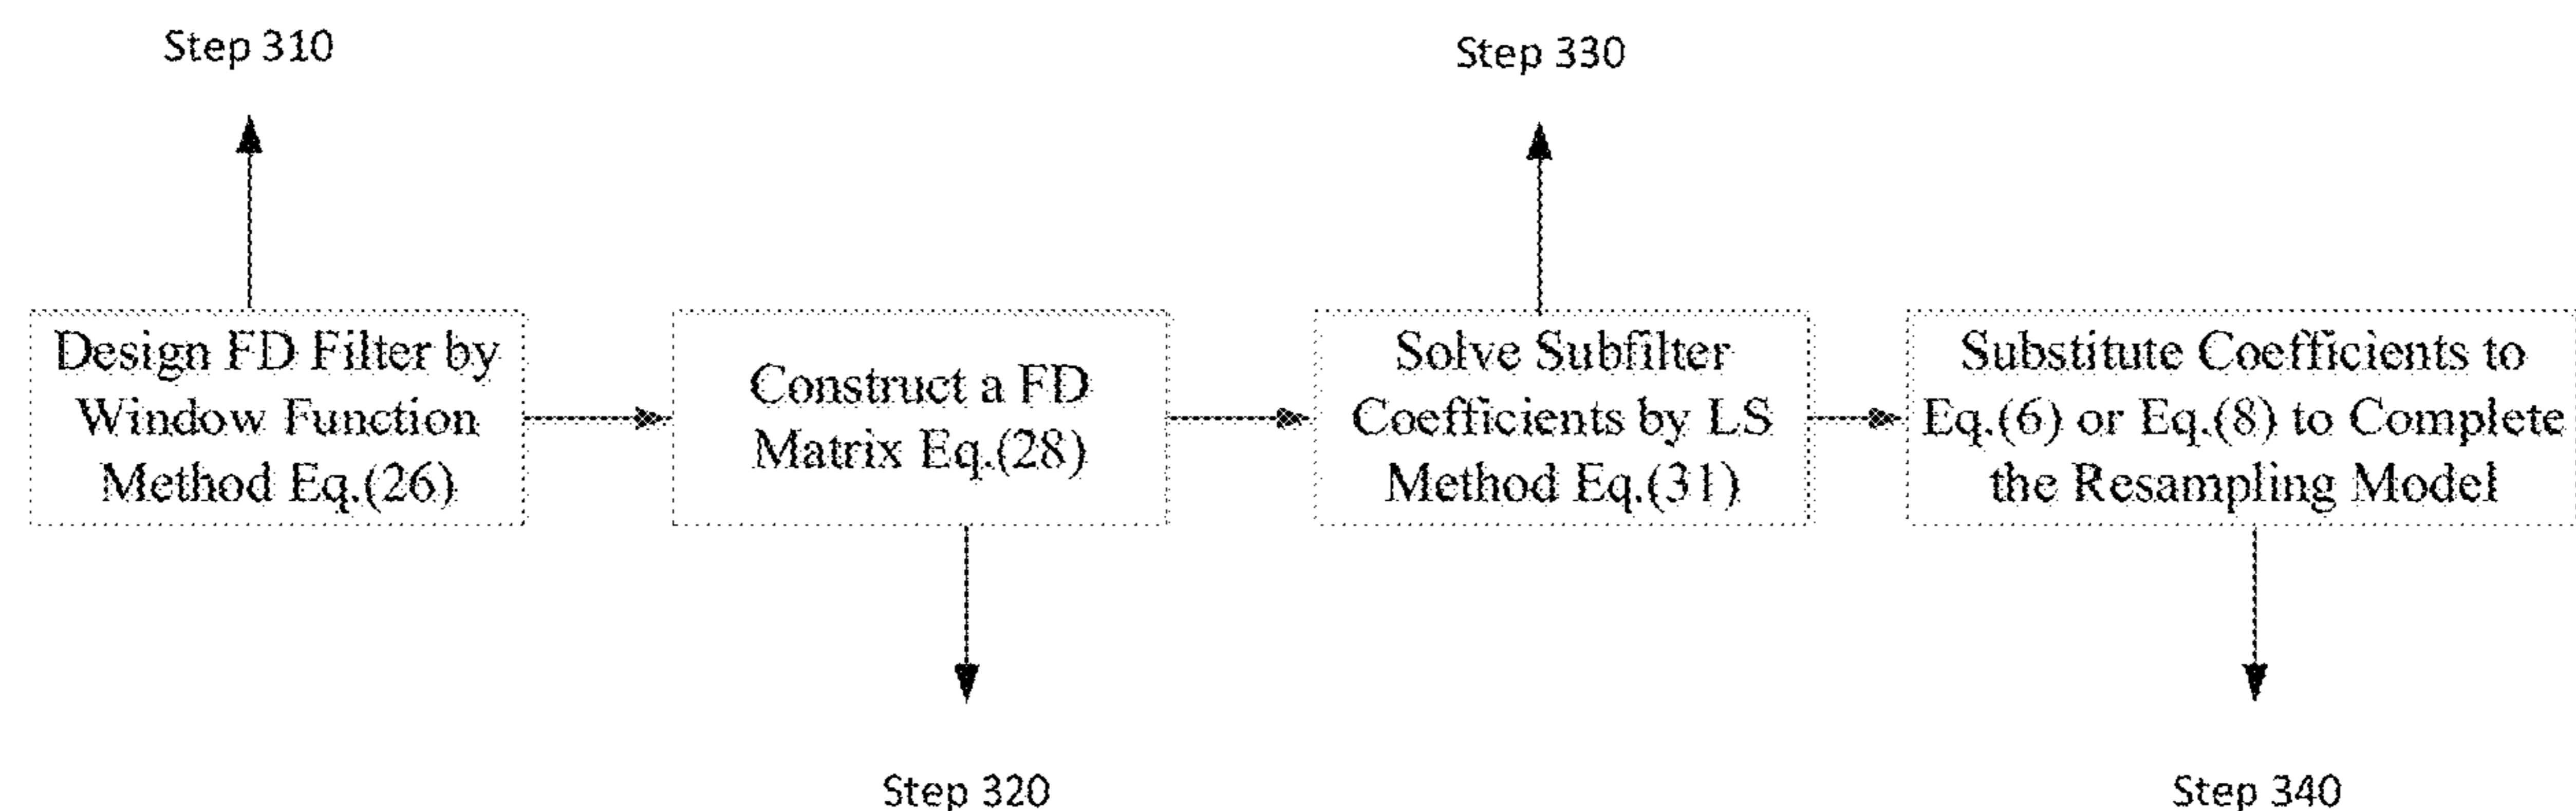 Step 310
Step 330
Design FD Filter by
Window Function
Method Eq.(26)
Construct a FD
Matrix Eq.(28)
Solve Subfilter
Coefficients by LS
Method Eq.(31)
Substitute Coefficients to
Eq.(6) or Eq.(8) to Complete
the Resampling Model
Step 320
Step 340